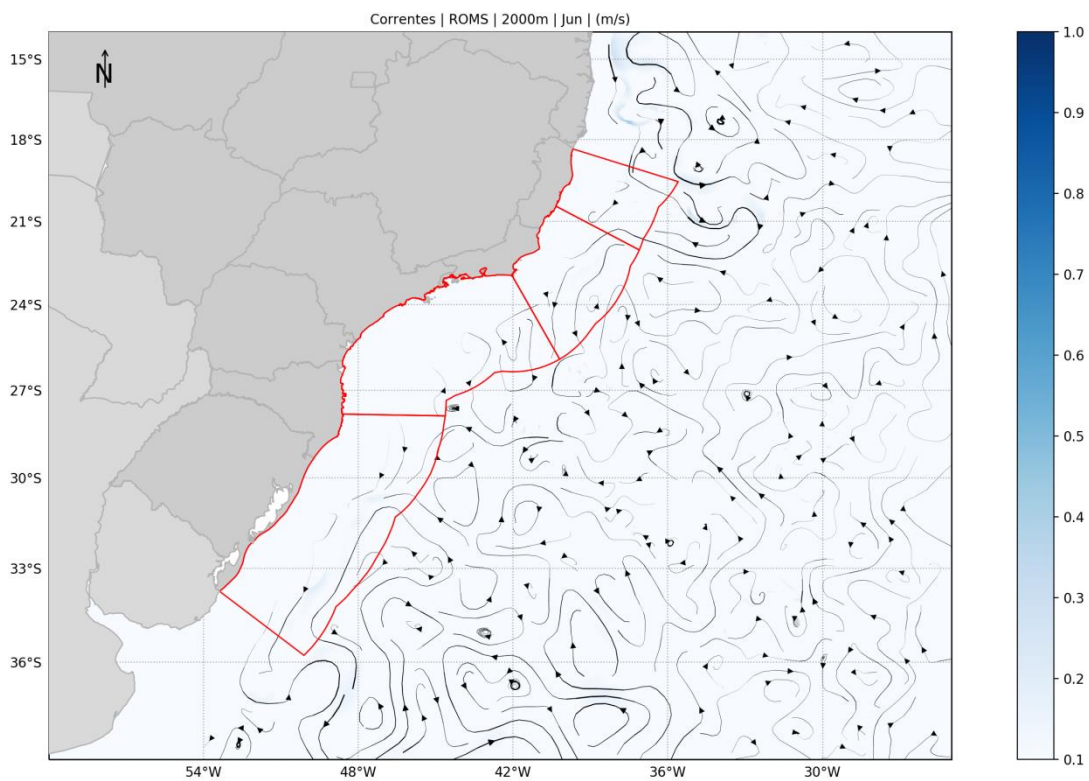 Correntes | ROMS | 2000m | Jun | (m/s)
N
15°S
18°S
21°S
24°S
27°S
30°S
33°S
36°S
54°W
48°W
42°W
36°W
30°W
1.0
0.9
0.8
0.7
0.6
0.5
0.4
0.3
0.2
0.1